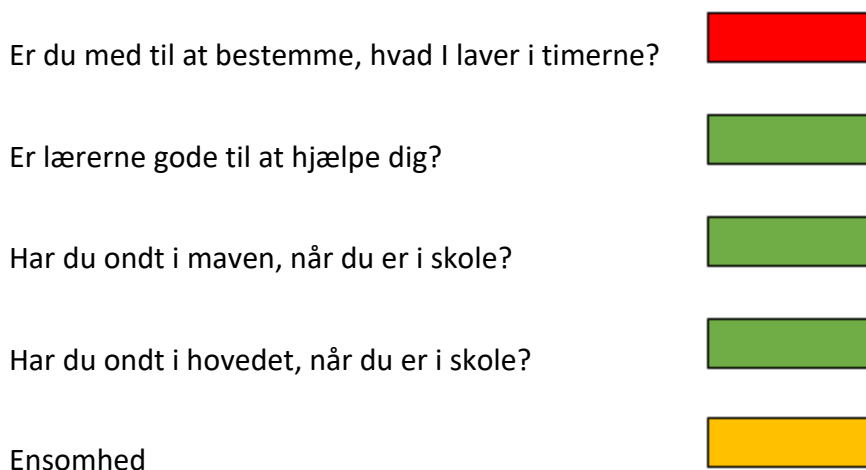 Er du med til at bestemme, hvad I laver i timerne?
Er lærerne gode til at hjælpe dig?
Har du ondt i maven, når du er i skole?
Har du ondt i hovedet, når du er i skole?
Ensomhed